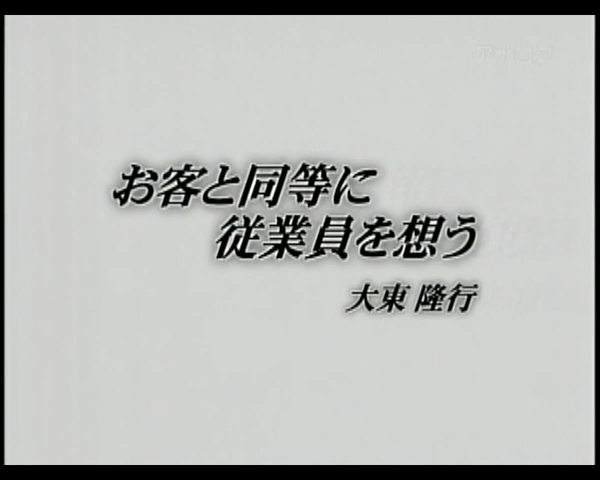 お客と同等に
従業員を想う
大東 隆行